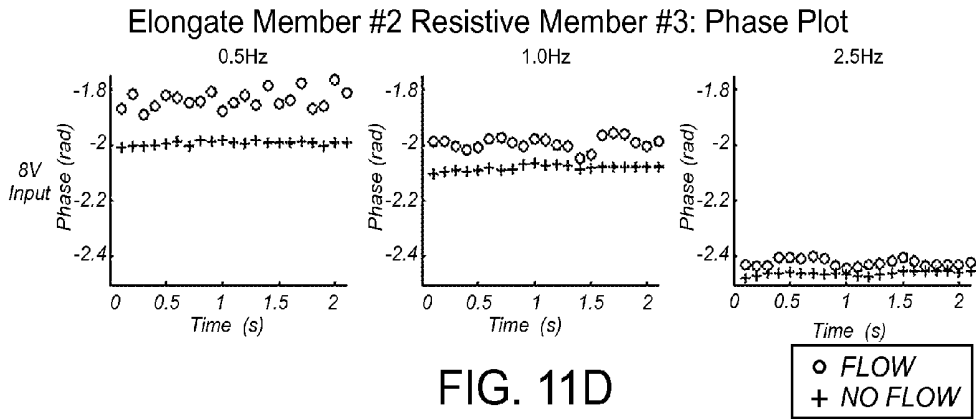 Elongate Member #2 Resistive Member #3: Phase Plot
0.5Hz
1.0Hz
2.5Hz
8V
Input
Phase (rad)
-1.8
-2
-2.2
-2.4
0 0.5 1 1.5 2
Time (s)
Phase (rad)
-1.8
-2
-2.2
-2.4
0 0.5 1 1.5 2
Time (s)
Phase (rad)
-1.8
-2
-2.2
-2.4
0 0.5 1 1.5 2
Time (s)
FIG. 11D
o FLOW
+ NO FLOW